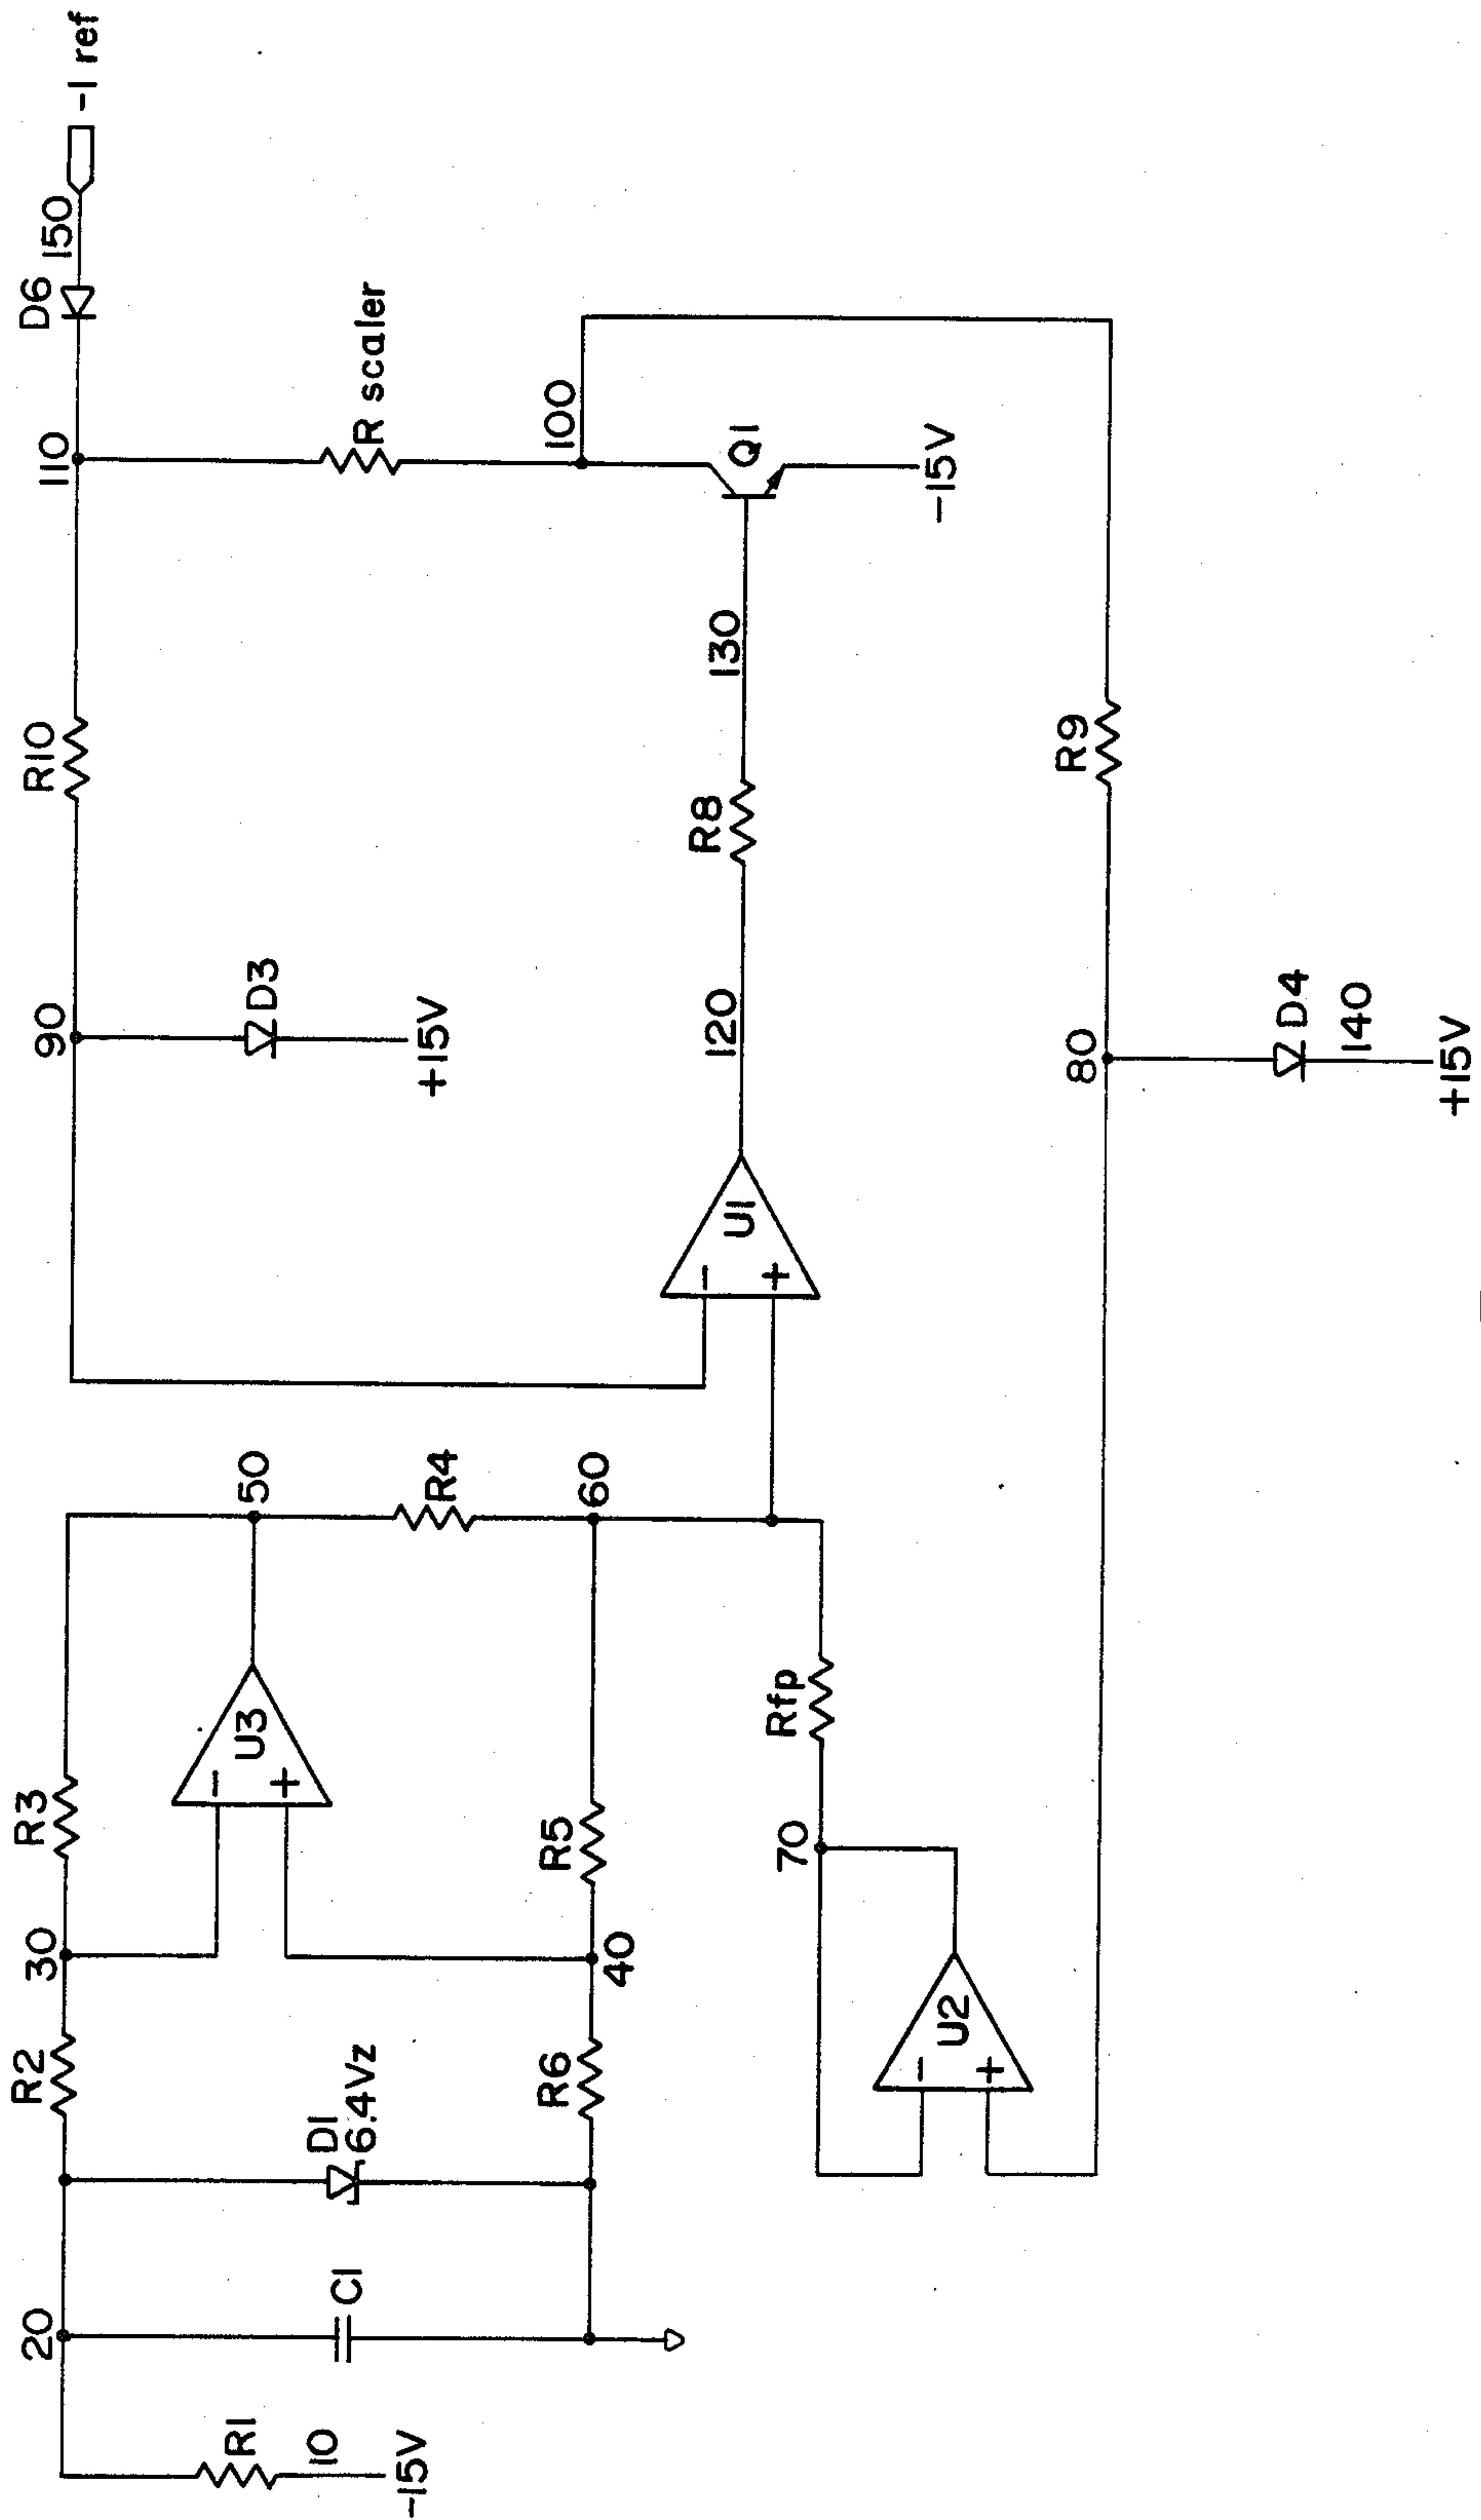 20
R1
10
-15V
C1
D1
6.4Vz
R2
30
R3
U3
-
+
50
R4
R6
40
R5
60
70
Rfp
U2
-
+
90
D3
+15V
R10
110
D6
150
-1 ref
R scaler
100
Q1
-15V
130
R8
120
U1
-
+
80
D4
140
+15V
R9